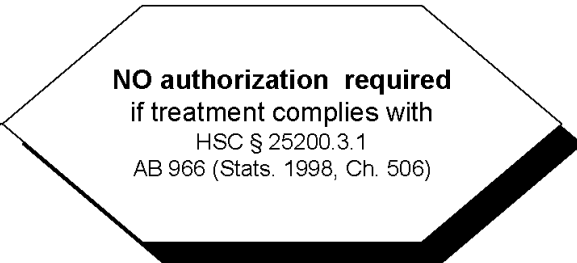 NO authorization required
if treatment complies with
HSC § 25200.3.1
AB 966 (Stats. 1998, Ch. 506)